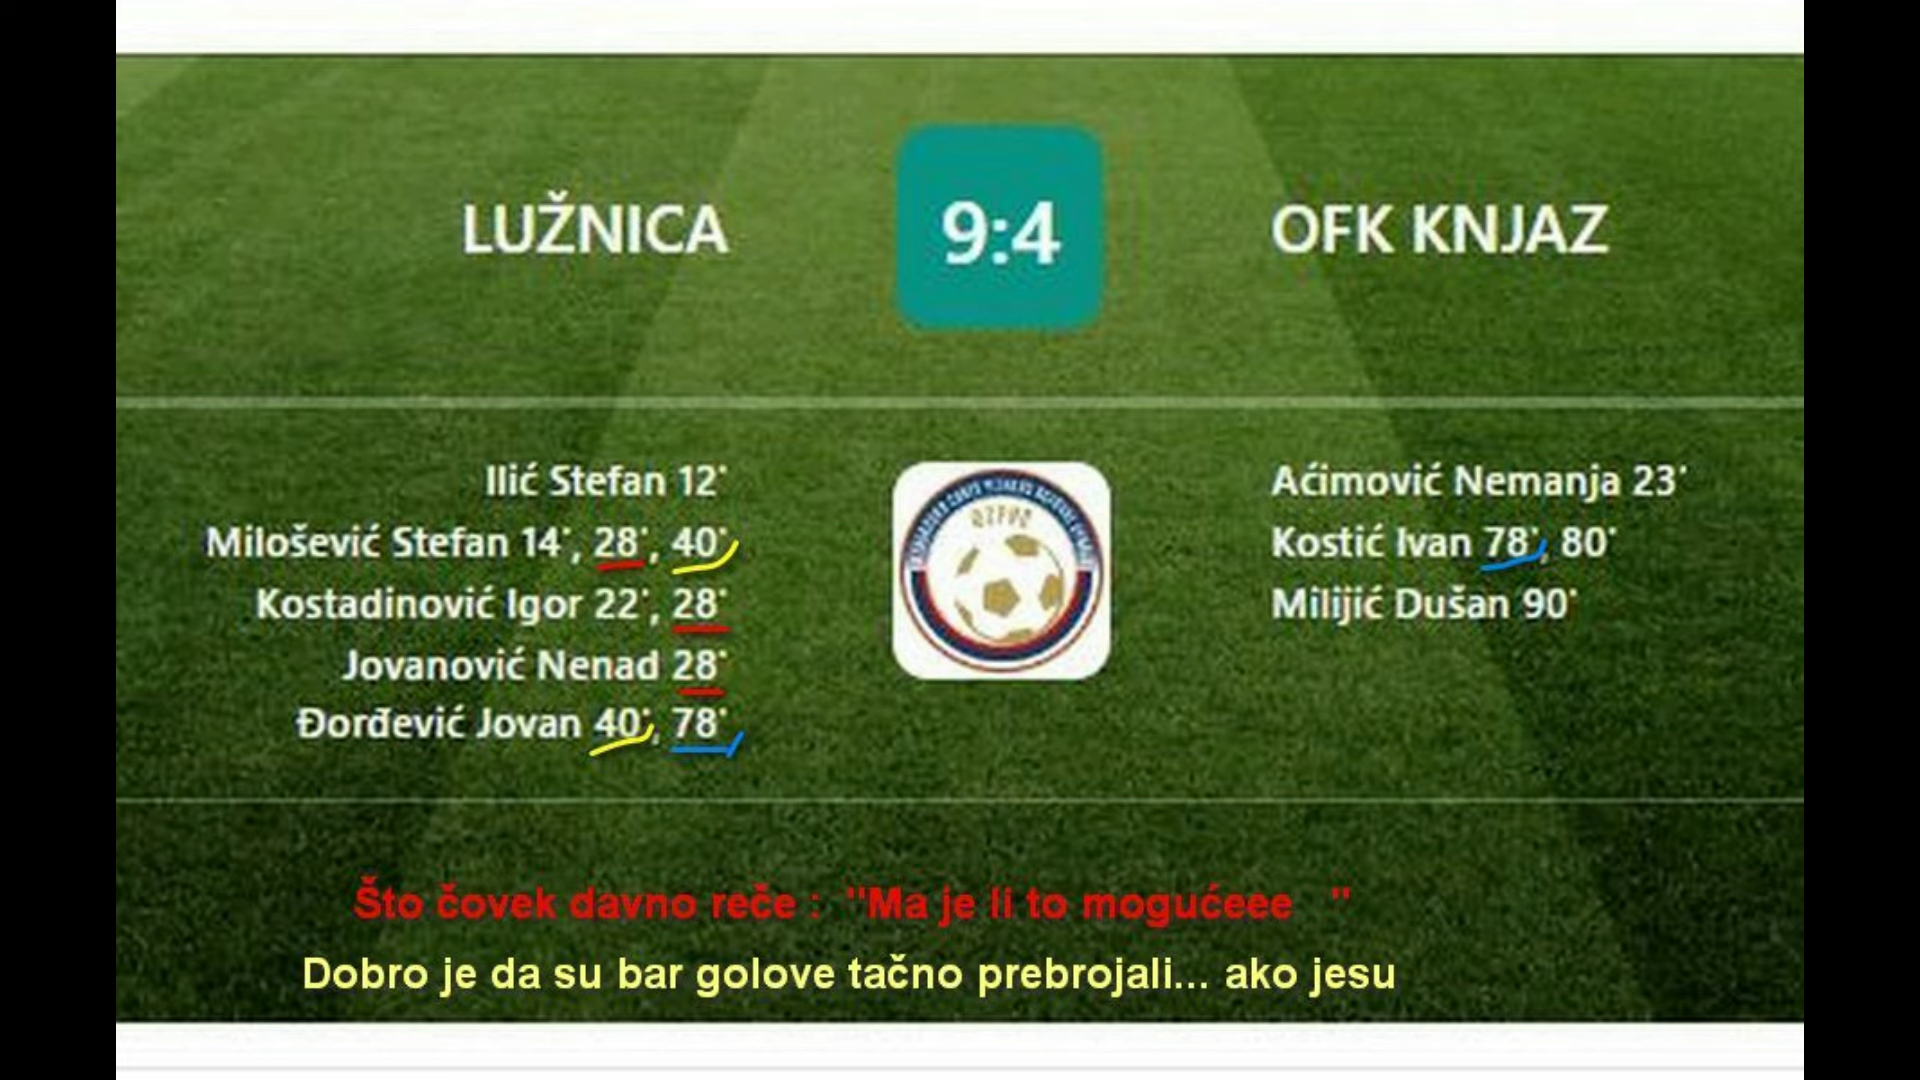 LUŽNICA 9:4 OFK KNJAZ
Ilić Stefan 12'
Milošević Stefan 14', 28', 40'
Kostadinović Igor 22', 28'
Jovanović Nenad 28'
Đorđević Jovan 40', 78'
Aćimović Nemanja 23'
Kostić Ivan 78', 80'
Milijić Dušan 90'
Što čovek davno reče : "Ma je li to mogućeee "
Dobro je da su bar golove tačno prebrojali... ako jesu